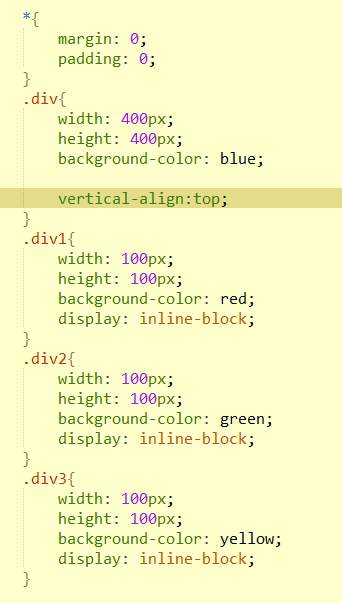 *{
margin: 0;
padding: 0;
}
.div{
width: 400px;
height: 400px;
background-color: blue;
vertical-align:top;
}
.div1{
width: 100px;
height: 100px;
background-color: red;
display: inline-block;
}
.div2{
width: 100px;
height: 100px;
background-color: green;
display: inline-block;
}
.div3{
width: 100px;
height: 100px;
background-color: yellow;
display: inline-block;
}